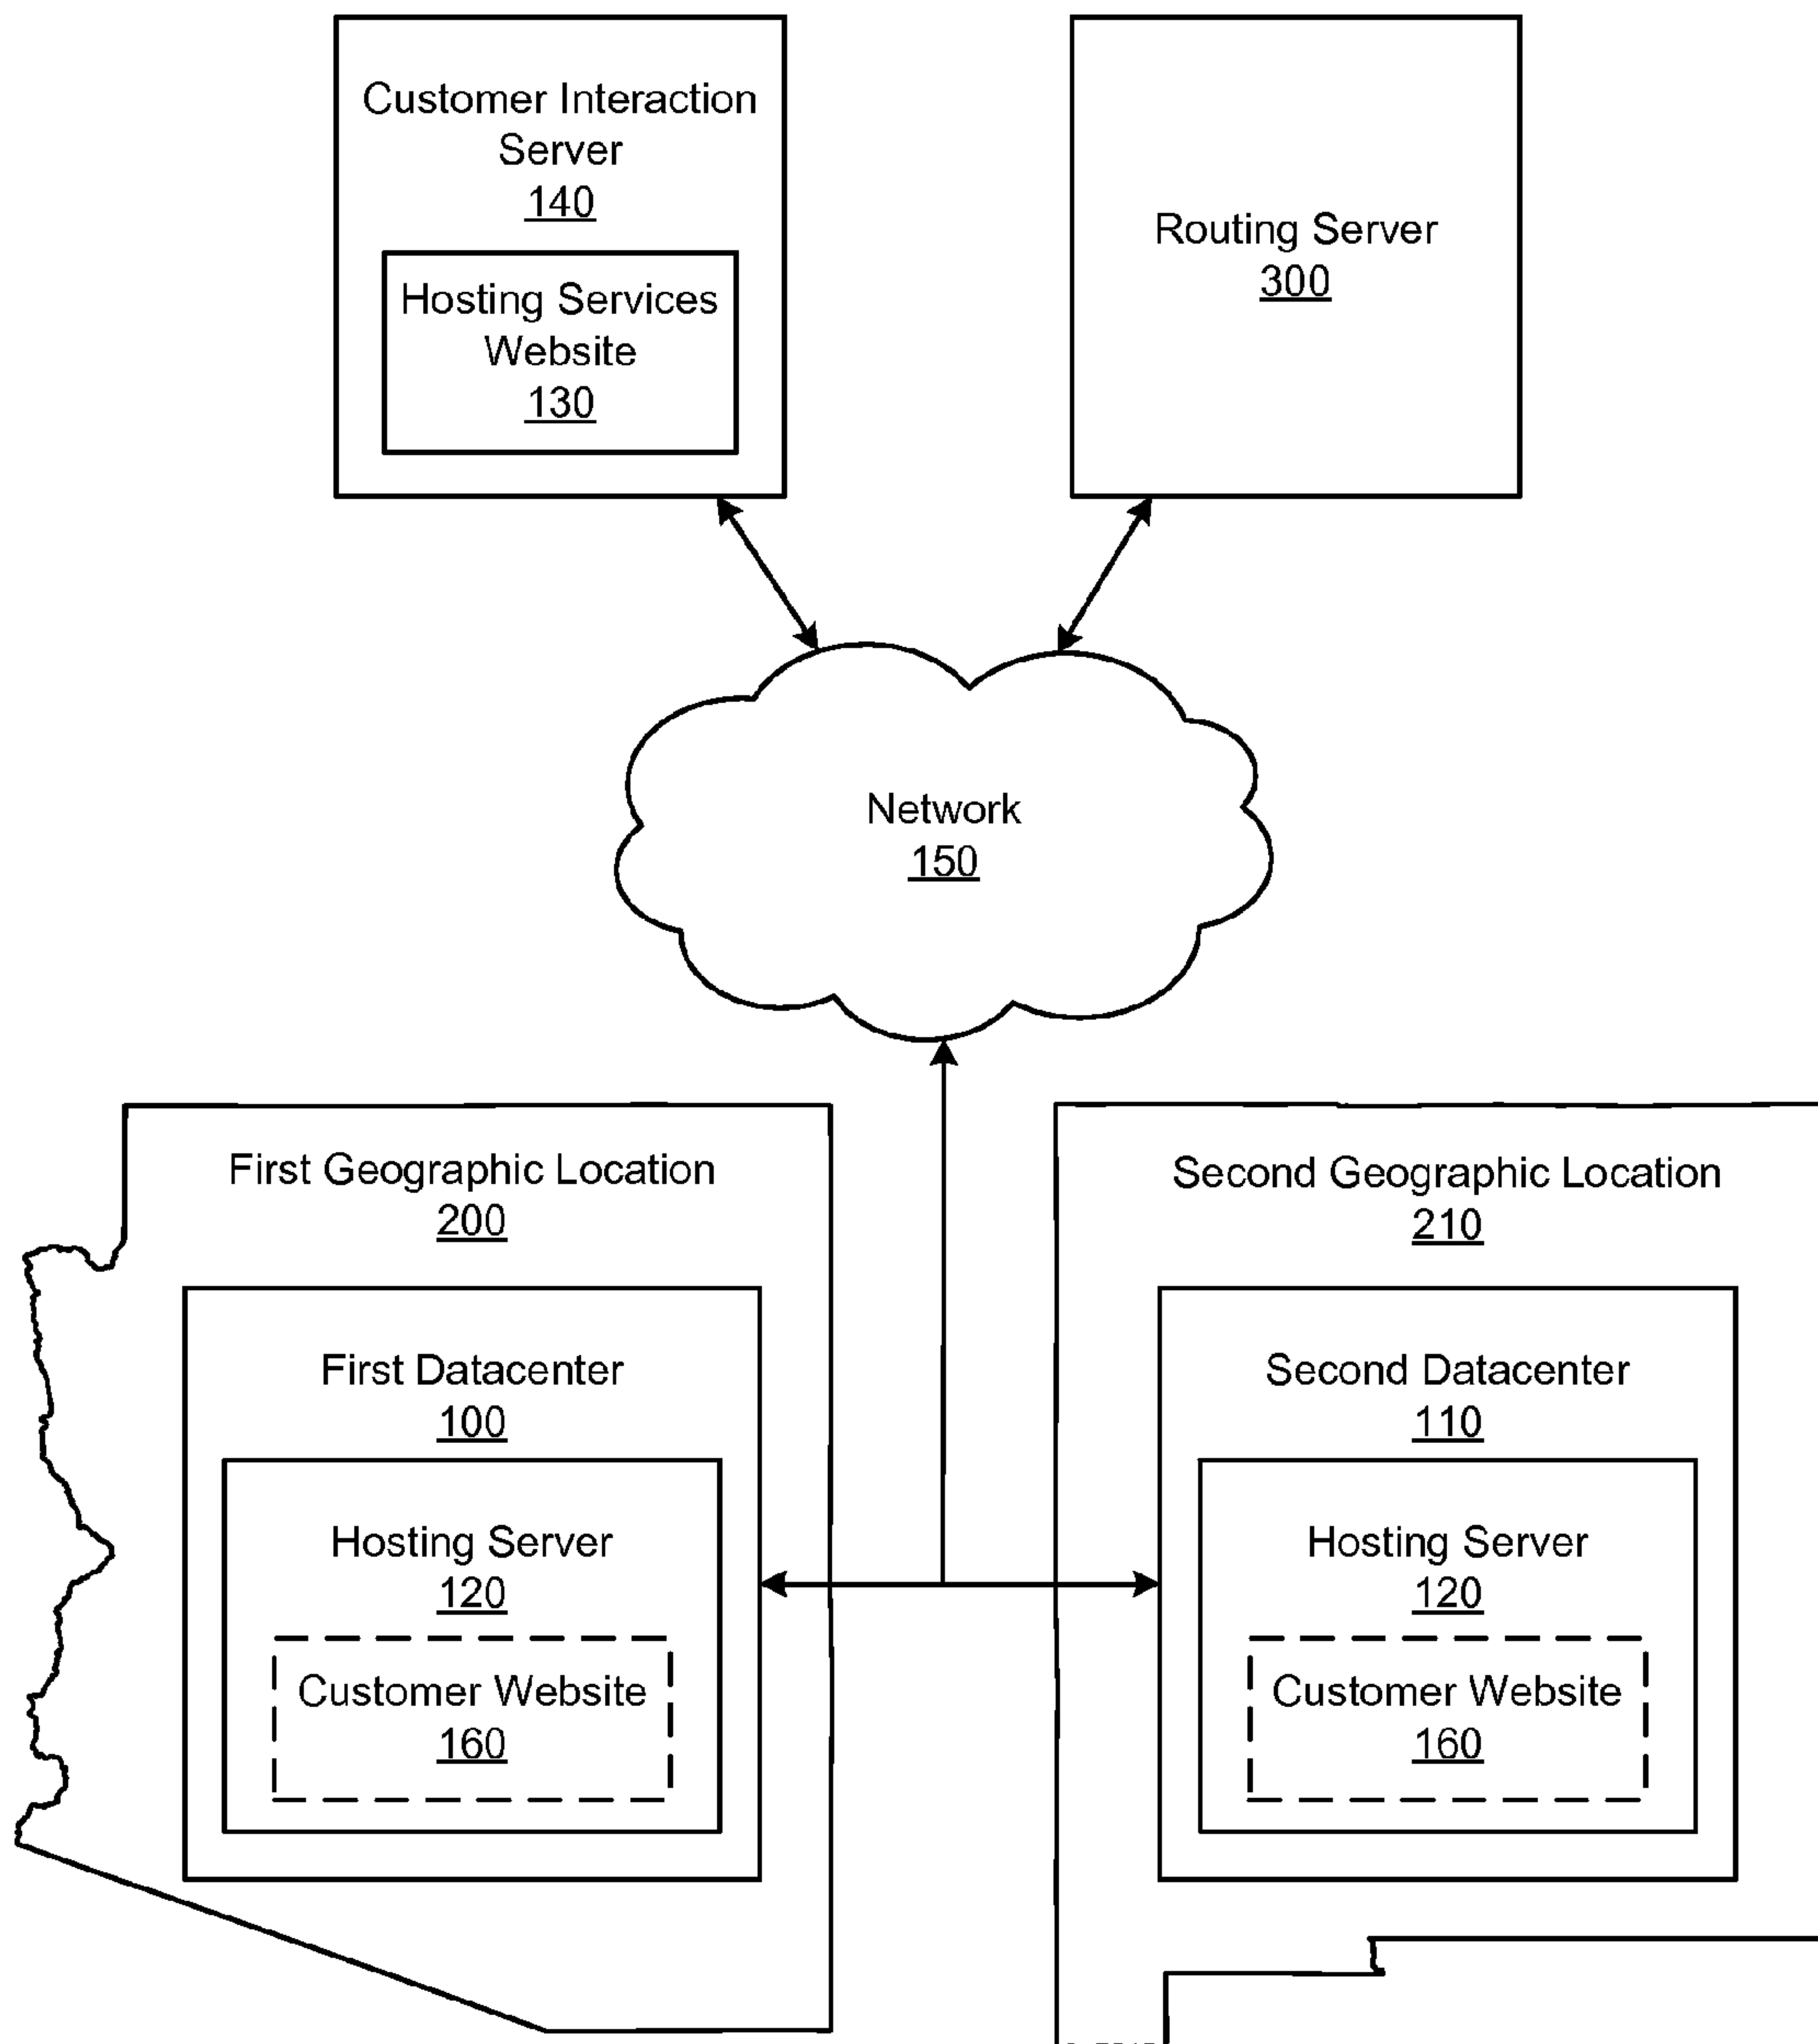 Customer Interaction
Server
140
Hosting Services
Website
130
Routing Server
300
Network
150
First Geographic Location
200
First Datacenter
100
Hosting Server
120
Customer Website
160
Second Geographic Location
210
Second Datacenter
110
Hosting Server
120
Customer Website
160